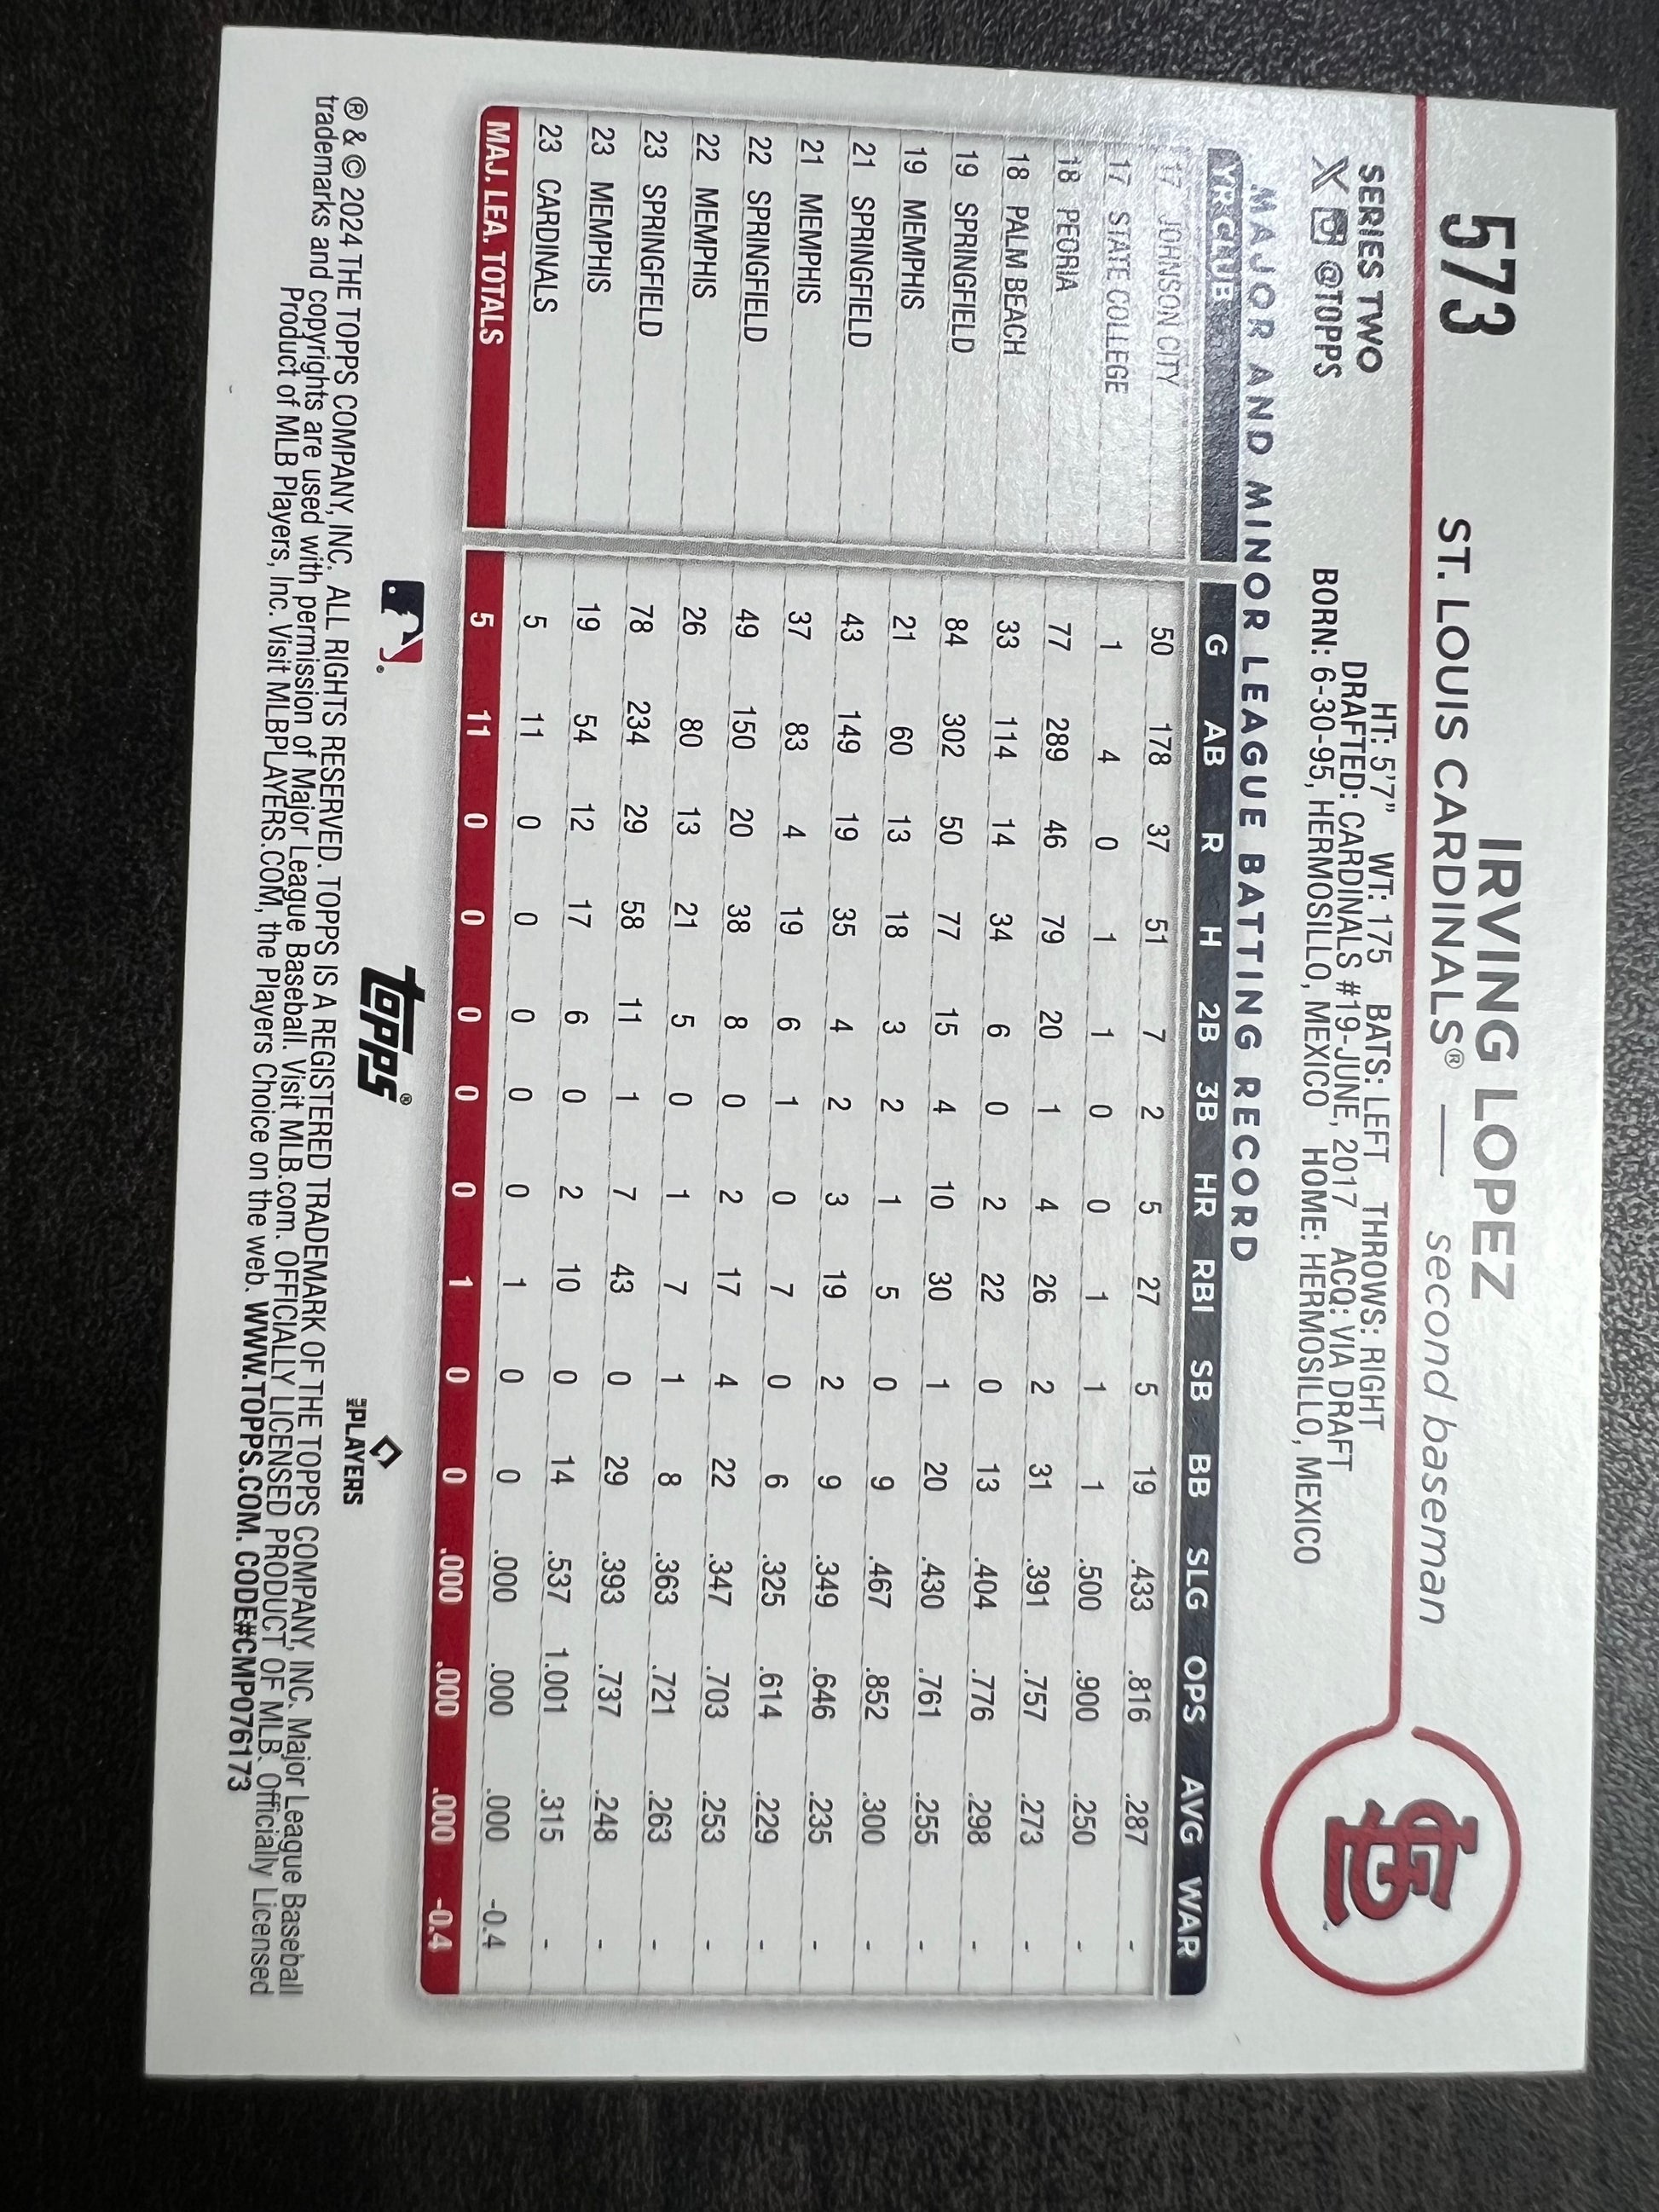 573
IRVING LOPEZ
ST. LOUIS CARDINALS® — second baseman
SERIES TWO
X @TOPPS
HT: 5'7" WT: 175 BATS: LEFT THROWS: RIGHT
DRAFTED: CARDINALS #19-JUNE, 2017 ACQ: VIA DRAFT
BORN: 6-30-95, HERMOSILLO, MEXICO HOME: HERMOSILLO, MEXICO
STL
MAJOR AND MINOR LEAGUE BATTING RECORD
YR CLUB G AB R H 2B 3B HR RBI SB BB SLG OPS AVG WAR
17 JOHNSON CITY 50 178 37 51 7 2 5 27 5 19 .433 .816 .287 -
17 STATE COLLEGE 1 4 0 1 1 0 0 1 1 1 .500 .900 .250 -
18 PEORIA 77 289 46 79 20 1 4 26 2 31 .391 .757 .273 -
18 PALM BEACH 33 114 14 34 6 0 2 22 0 13 .404 .776 .298 -
19 SPRINGFIELD 84 302 50 77 15 4 10 30 1 20 .430 .761 .255 -
19 MEMPHIS 21 60 13 18 3 2 1 5 0 9 .467 .852 .300 -
21 SPRINGFIELD 43 149 19 35 4 2 3 19 2 9 .349 .646 .235 -
21 MEMPHIS 37 83 4 19 6 1 0 7 0 6 .325 .614 .229 -
22 SPRINGFIELD 49 150 20 38 8 0 2 17 4 22 .347 .703 .253 -
22 MEMPHIS 26 80 13 21 5 0 1 7 1 8 .363 .721 .263 -
23 SPRINGFIELD 78 234 29 58 11 1 7 43 0 29 .393 .737 .248 -
23 MEMPHIS 19 54 12 17 6 0 2 10 0 14 .537 1.001 .315 -
23 CARDINALS 5 11 0 0 0 0 0 1 0 0 .000 .000 .000 -0.4
MAJ. LEA. TOTALS 5 11 0 0 0 0 0 1 0 0 .000 .000 .000 -0.4
topps®
MLB PLAYERS
® & © 2024 THE TOPPS COMPANY, INC. ALL RIGHTS RESERVED. TOPPS IS A REGISTERED TRADEMARK OF THE TOPPS COMPANY, INC. Major League Baseball
trademarks and copyrights are used with permission of Major League Baseball. Visit MLB.com. OFFICIALLY LICENSED PRODUCT OF MLB. Officially Licensed
Product of MLB Players, Inc. Visit MLBPLAYERS.COM, the Players Choice on the web. WWW.TOPPS.COM. CODE#CMP076173